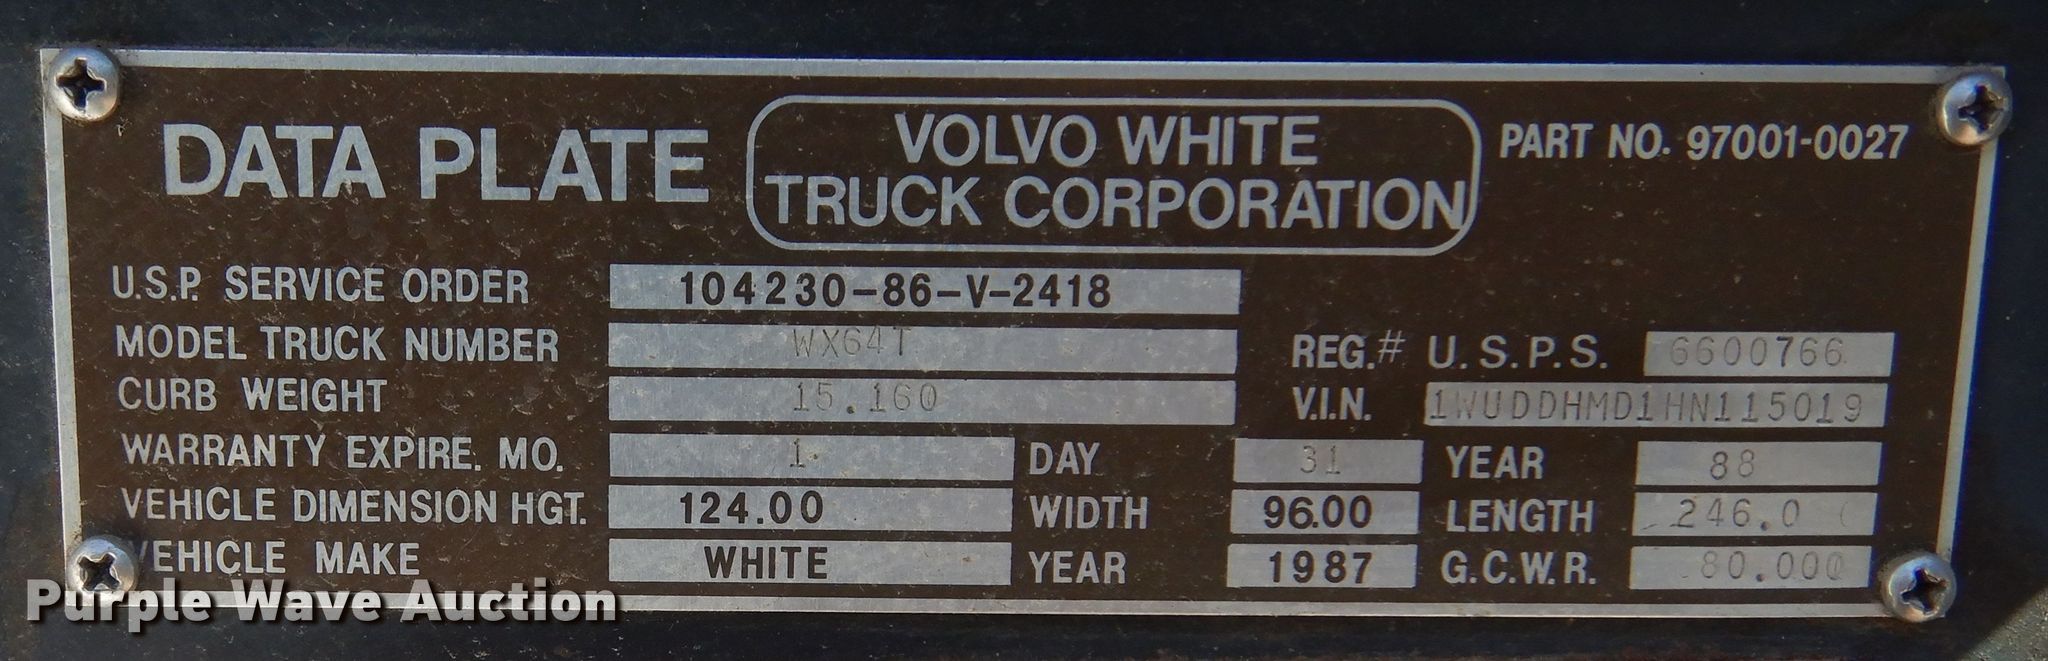 DATA PLATE VOLVO WHITE TRUCK CORPORATION PART NO. 97001-0027
U.S.P. SERVICE ORDER 104230-86-V-2418
MODEL TRUCK NUMBER WX64T REG.# U.S.P.S. 6600766
CURB WEIGHT 15.160 V.I.N. 1WUDDHMD1HN115019
WARRANTY EXPIRE. MO. 1 DAY 31 YEAR 88
VEHICLE DIMENSION HGT. 124.00 WIDTH 96.00 LENGTH 246.0
VEHICLE MAKE WHITE YEAR 1987 G.C.W.R. 80.000
Purple Wave Auction